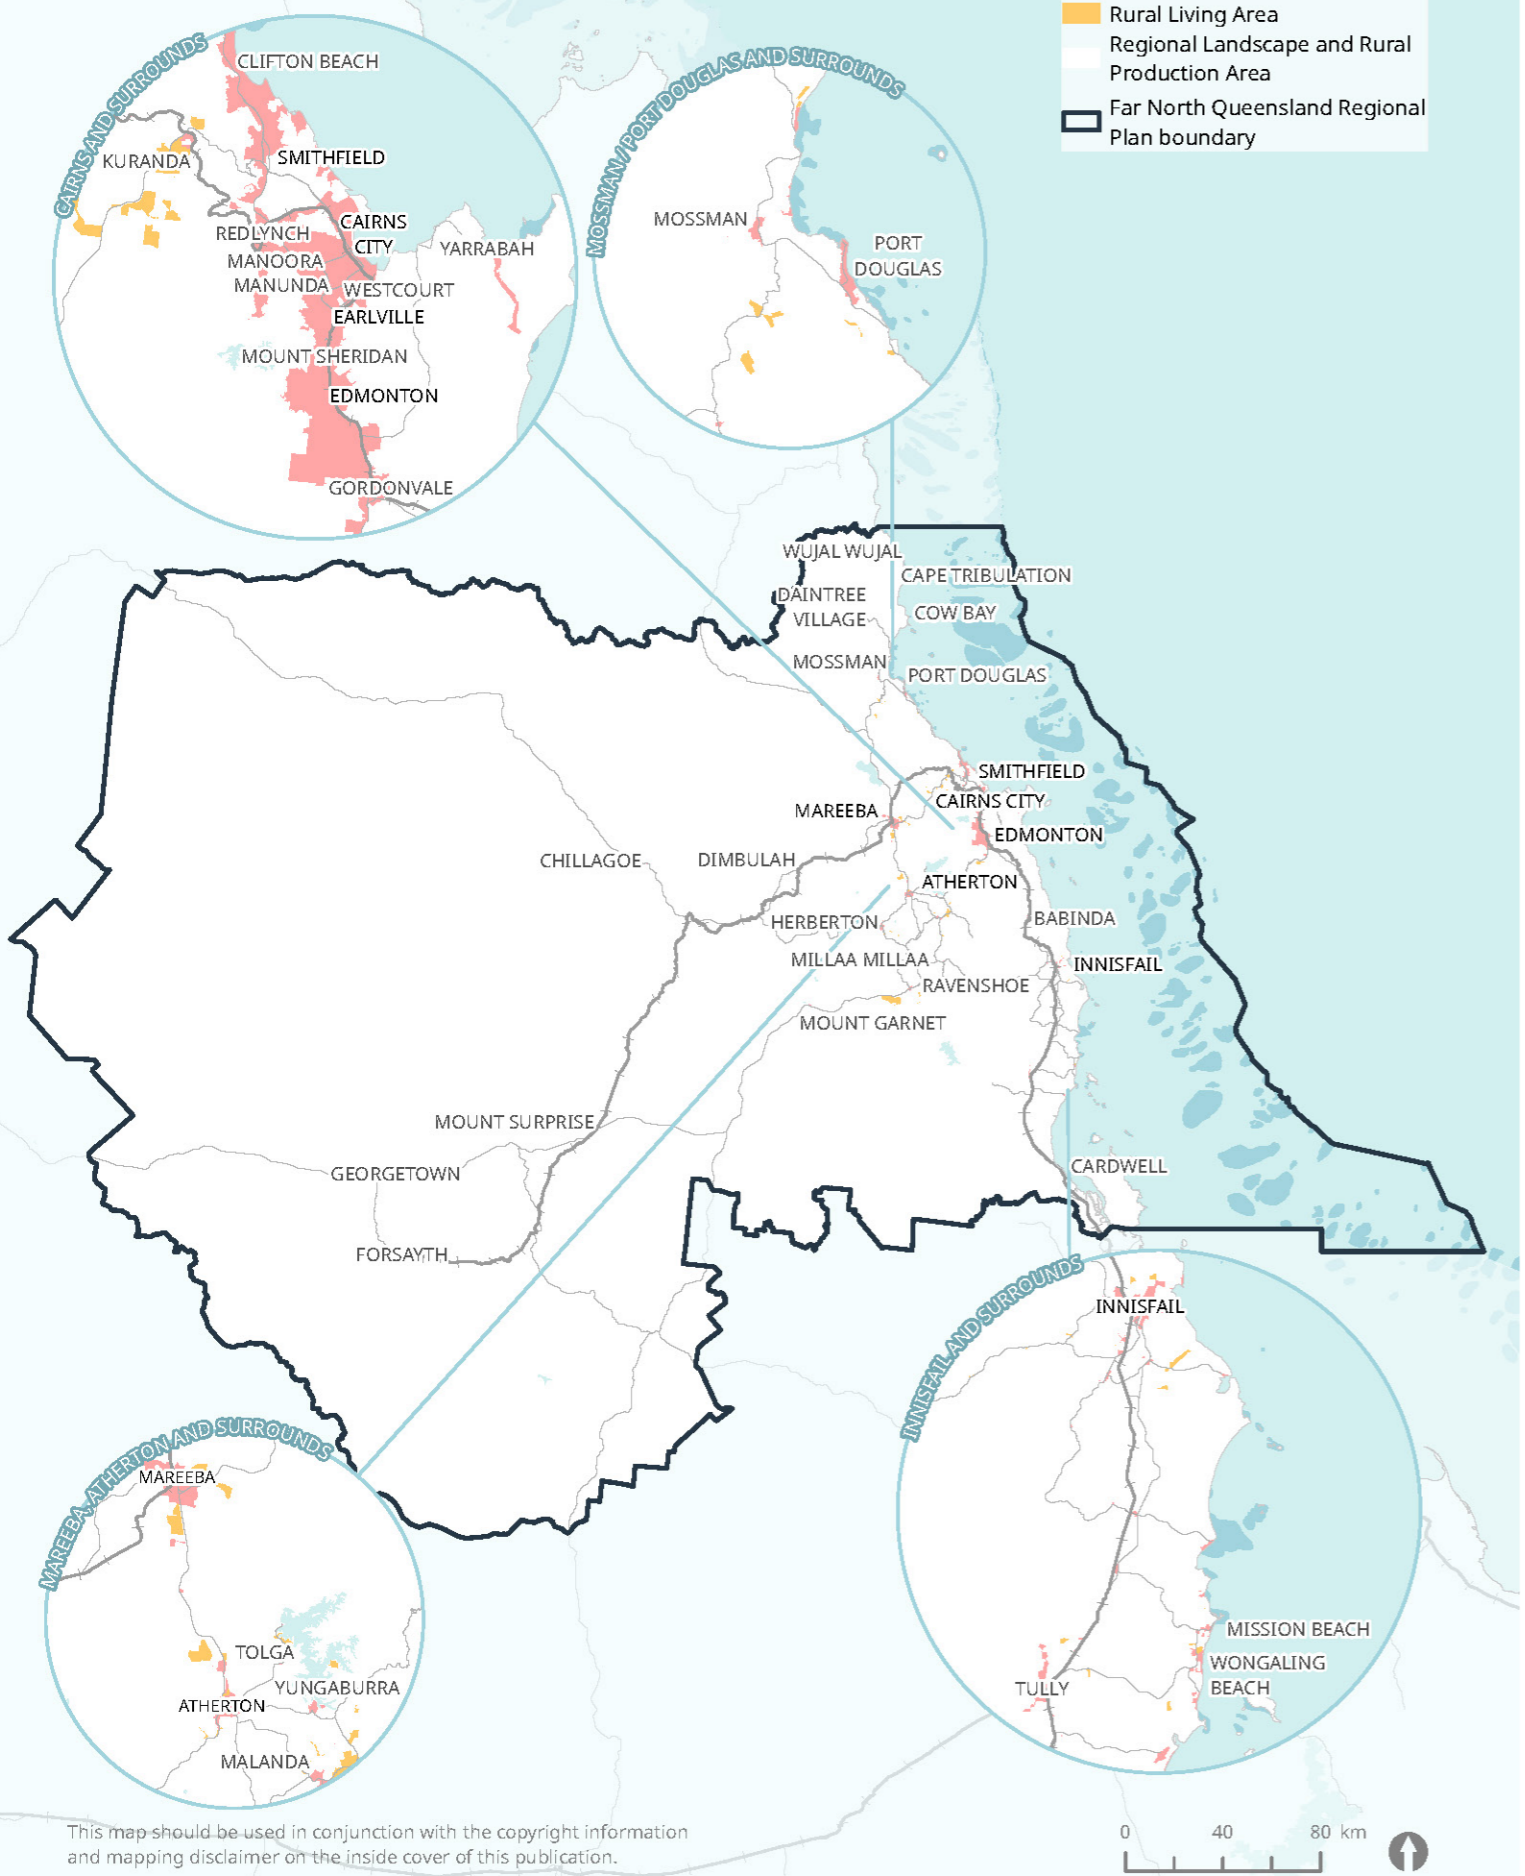 Rural Living Area
Regional Landscape and Rural
Production Area
Far North Queensland Regional
Plan boundary
CAIRNS AND SURROUNDS
CLIFTON BEACH
KURANDA
SMITHFIELD
CAIRNS
CITY
REDLYNCH
YARRABAH
MANOORA
MANUNDA
WESTCOURT
EARLVILLE
MOUNT SHERIDAN
EDMONTON
GORDONVALE
MOSSMAN / PORT DOUGLAS AND SURROUNDS
MOSSMAN
PORT
DOUGLAS
WUJAL WUJAL
CAPE TRIBULATION
DAINTREE
VILLAGE
COW BAY
MOSSMAN
PORT DOUGLAS
SMITHFIELD
CAIRNS CITY
MAREEBA
EDMONTON
CHILLAGOE
DIMBULAH
ATHERTON
HERBERTON
BABINDA
MILLAA MILLAA
INNISFAIL
RAVENSHOE
MOUNT GARNET
MOUNT SURPRISE
GEORGETOWN
CARDWELL
FORSAYTH
INNISFAIL AND SURROUNDS
INNISFAIL
MISSION BEACH
WONGALING
BEACH
TULLY
MAREEBA, ATHERTON AND SURROUNDS
MAREEBA
TOLGA
YUNGABURRA
ATHERTON
MALANDA
This map should be used in conjunction with the copyright information
and mapping disclaimer on the inside cover of this publication.
0 40 80 km